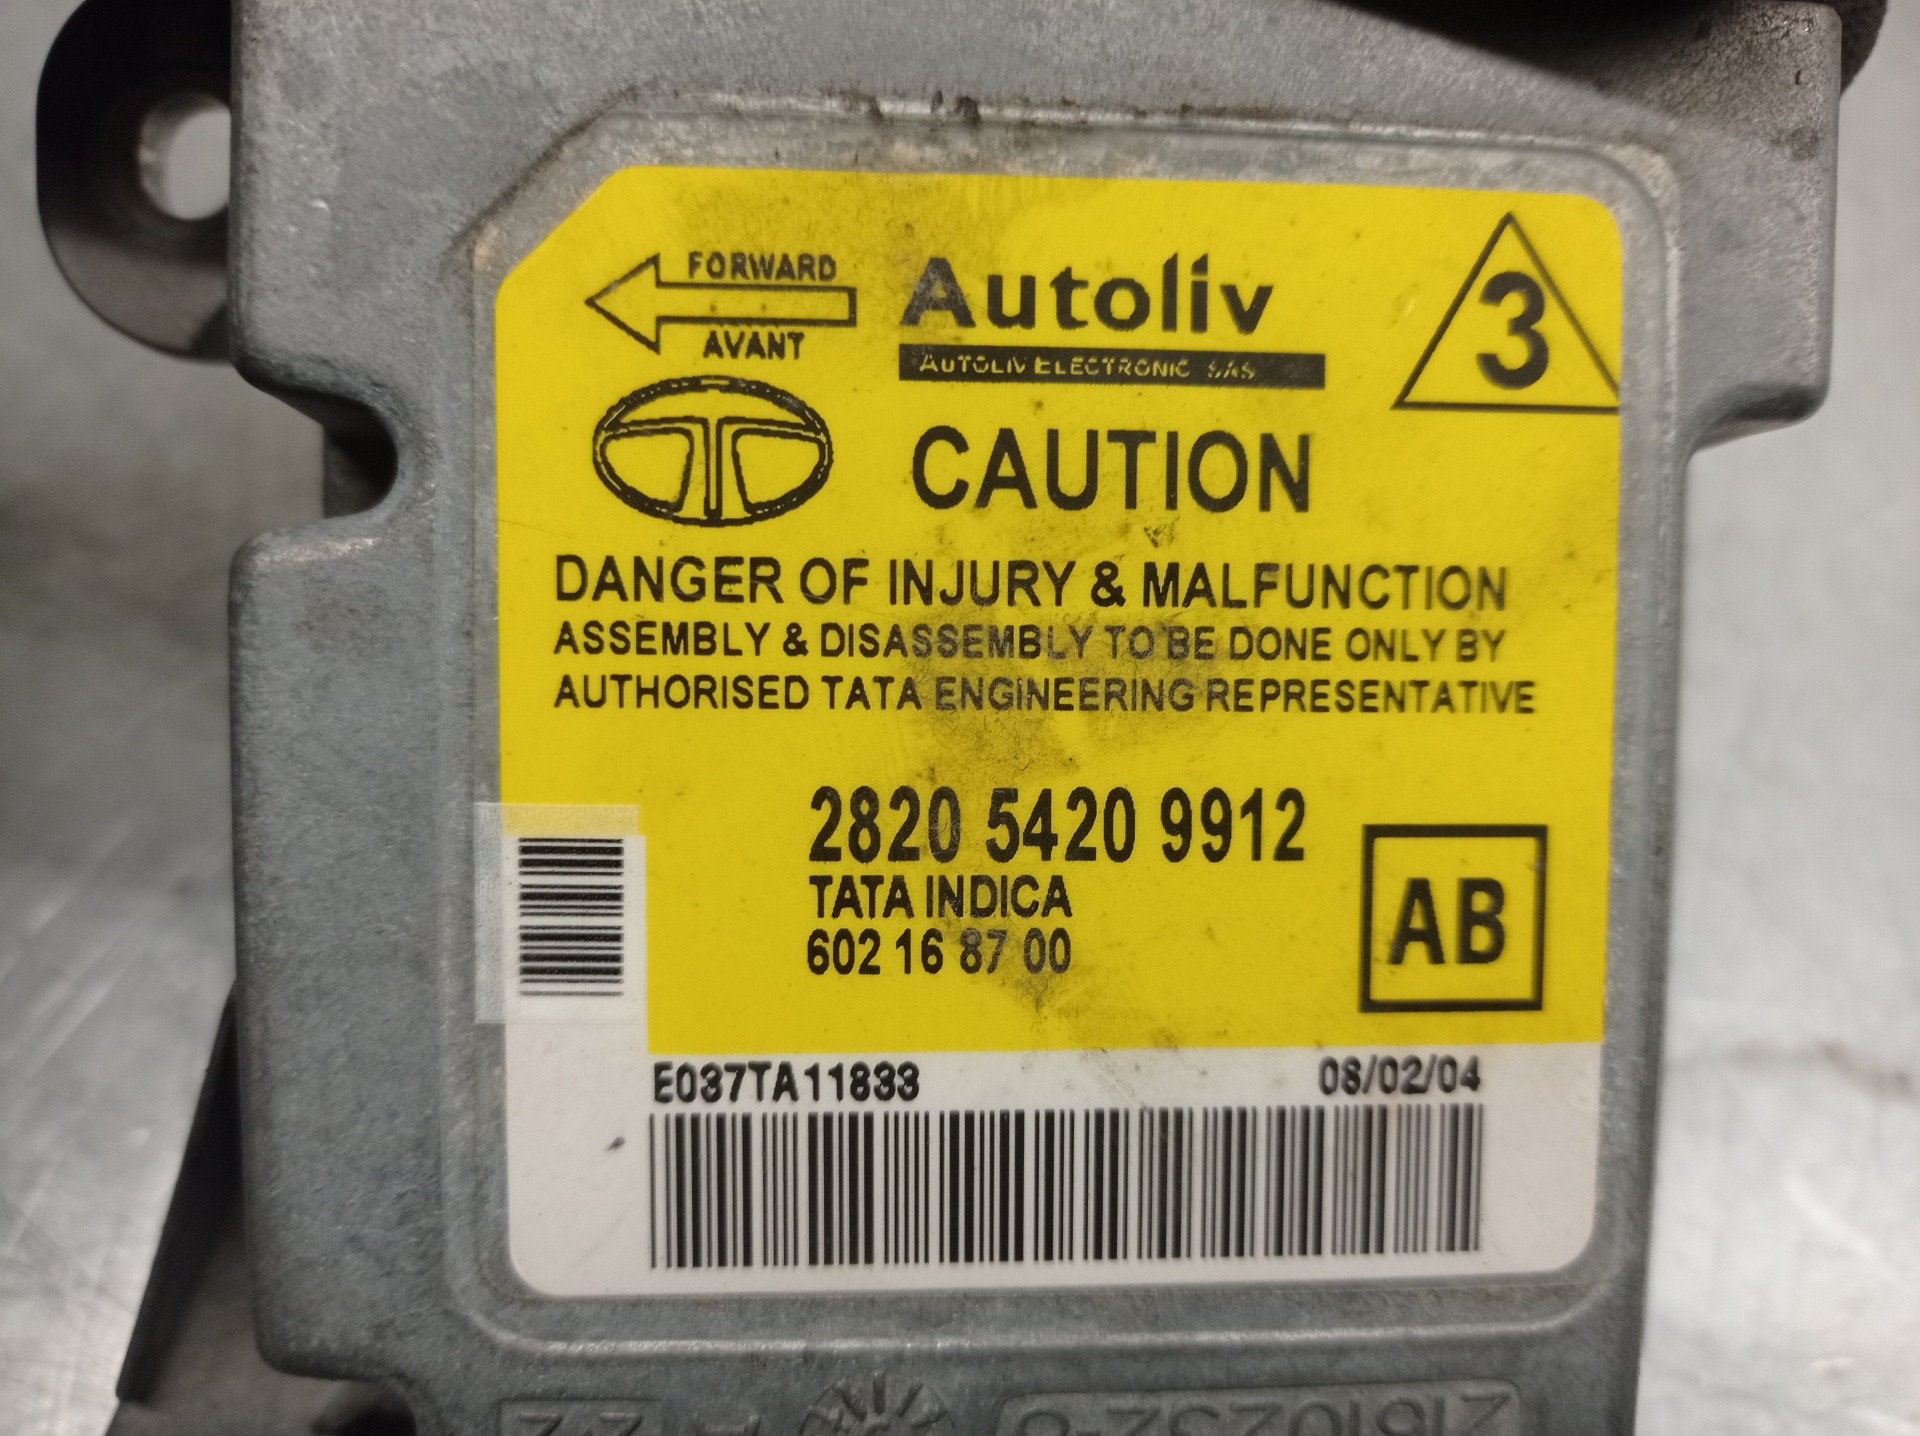 FORWARD
AVANT
Autoliv
AUTOLIV ELECTRONIC SAS
3
CAUTION
DANGER OF INJURY & MALFUNCTION
ASSEMBLY & DISASSEMBLY TO BE DONE ONLY BY
AUTHORISED TATA ENGINEERING REPRESENTATIVE
2820 5420 9912
TATA INDICA
602 16 87 00
AB
E037TA11833
08/02/04